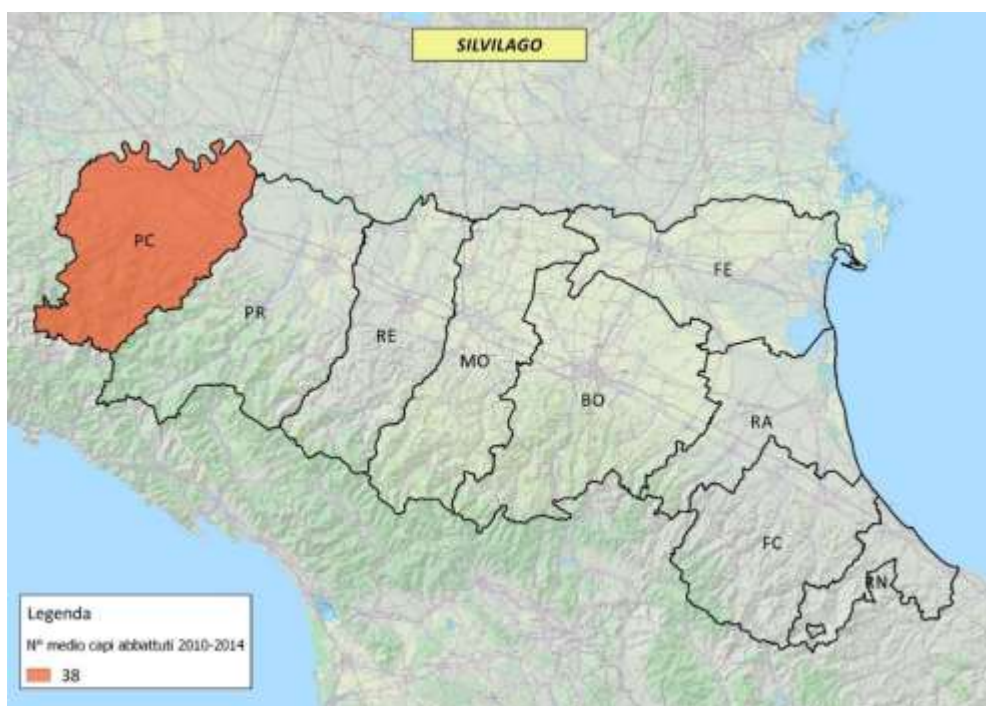 SILVILAGO
PC
PR
RE
MO
FE
BO
RA
FC
RN
Legenda
N° medio capi abbattuti 2010-2014
38